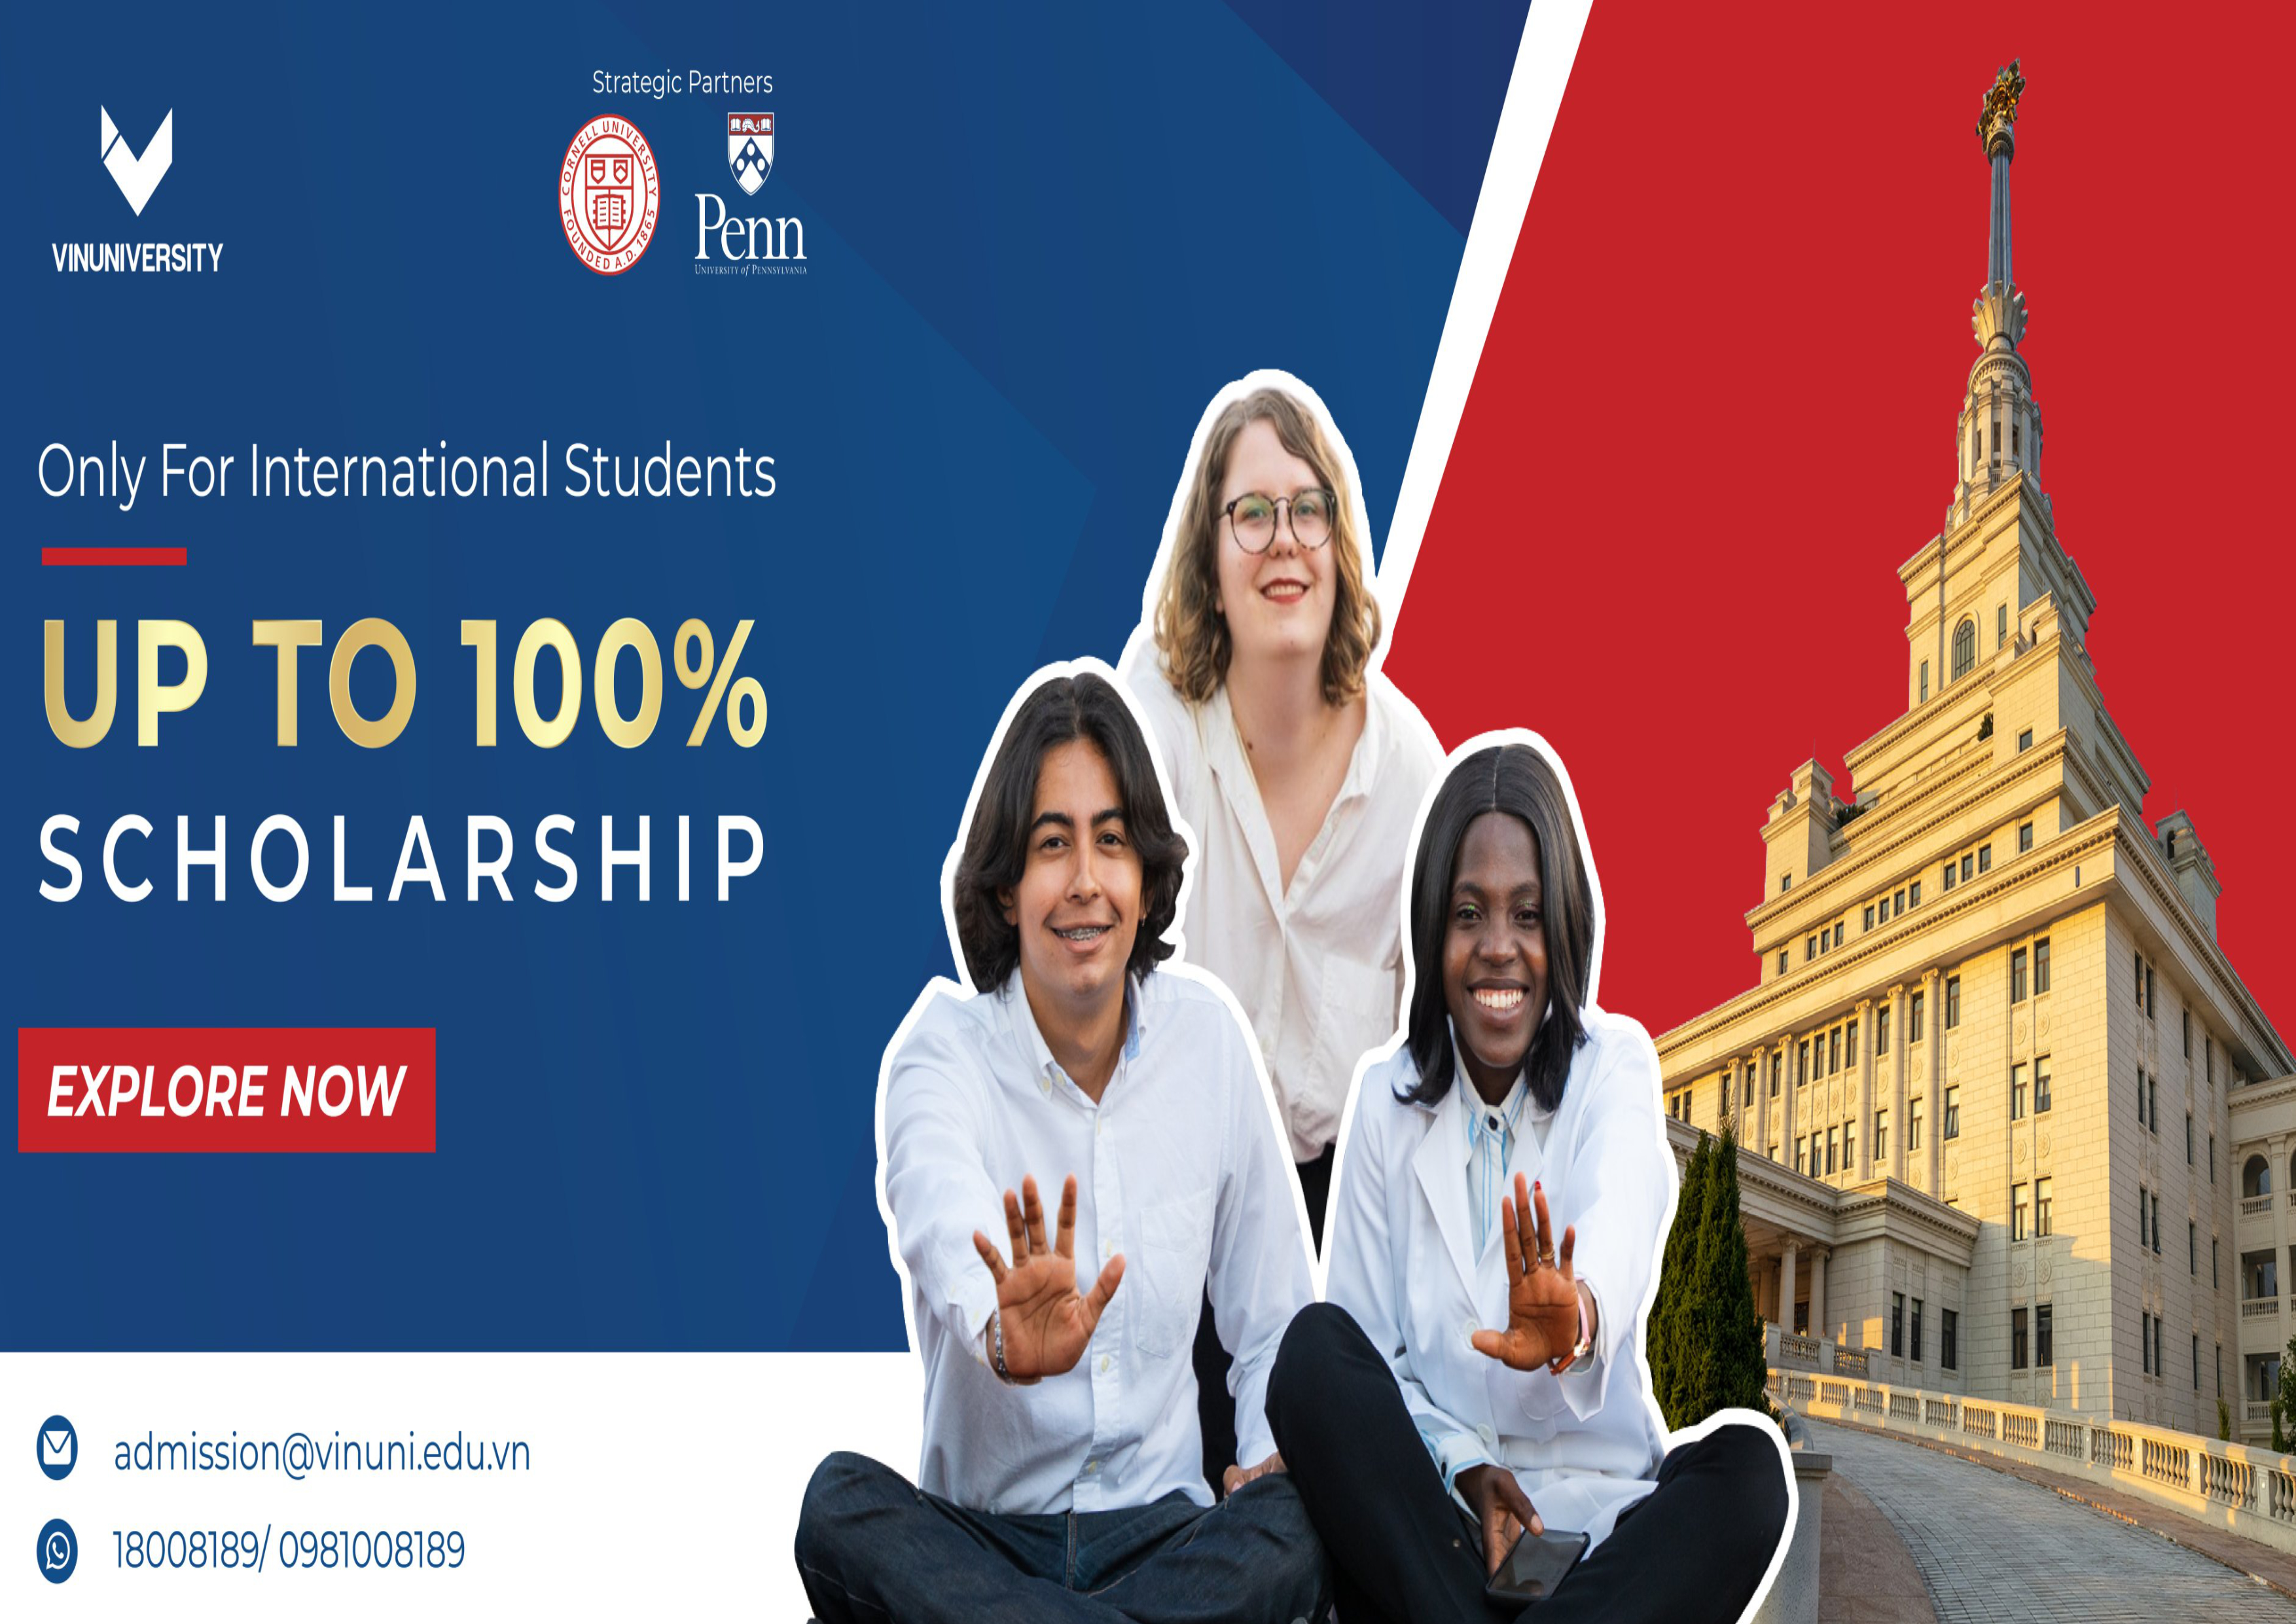 Strategic Partners
VINUNIVERSITY
CORNELL UNIVERSITY
FOUNDED A.D. 1865
Penn
UNIVERSITY of PENNSYLVANIA
Only For International Students
UP TO 100%
SCHOLARSHIP
EXPLORE NOW
admission@vinuni.edu.vn
18008189/ 0981008189